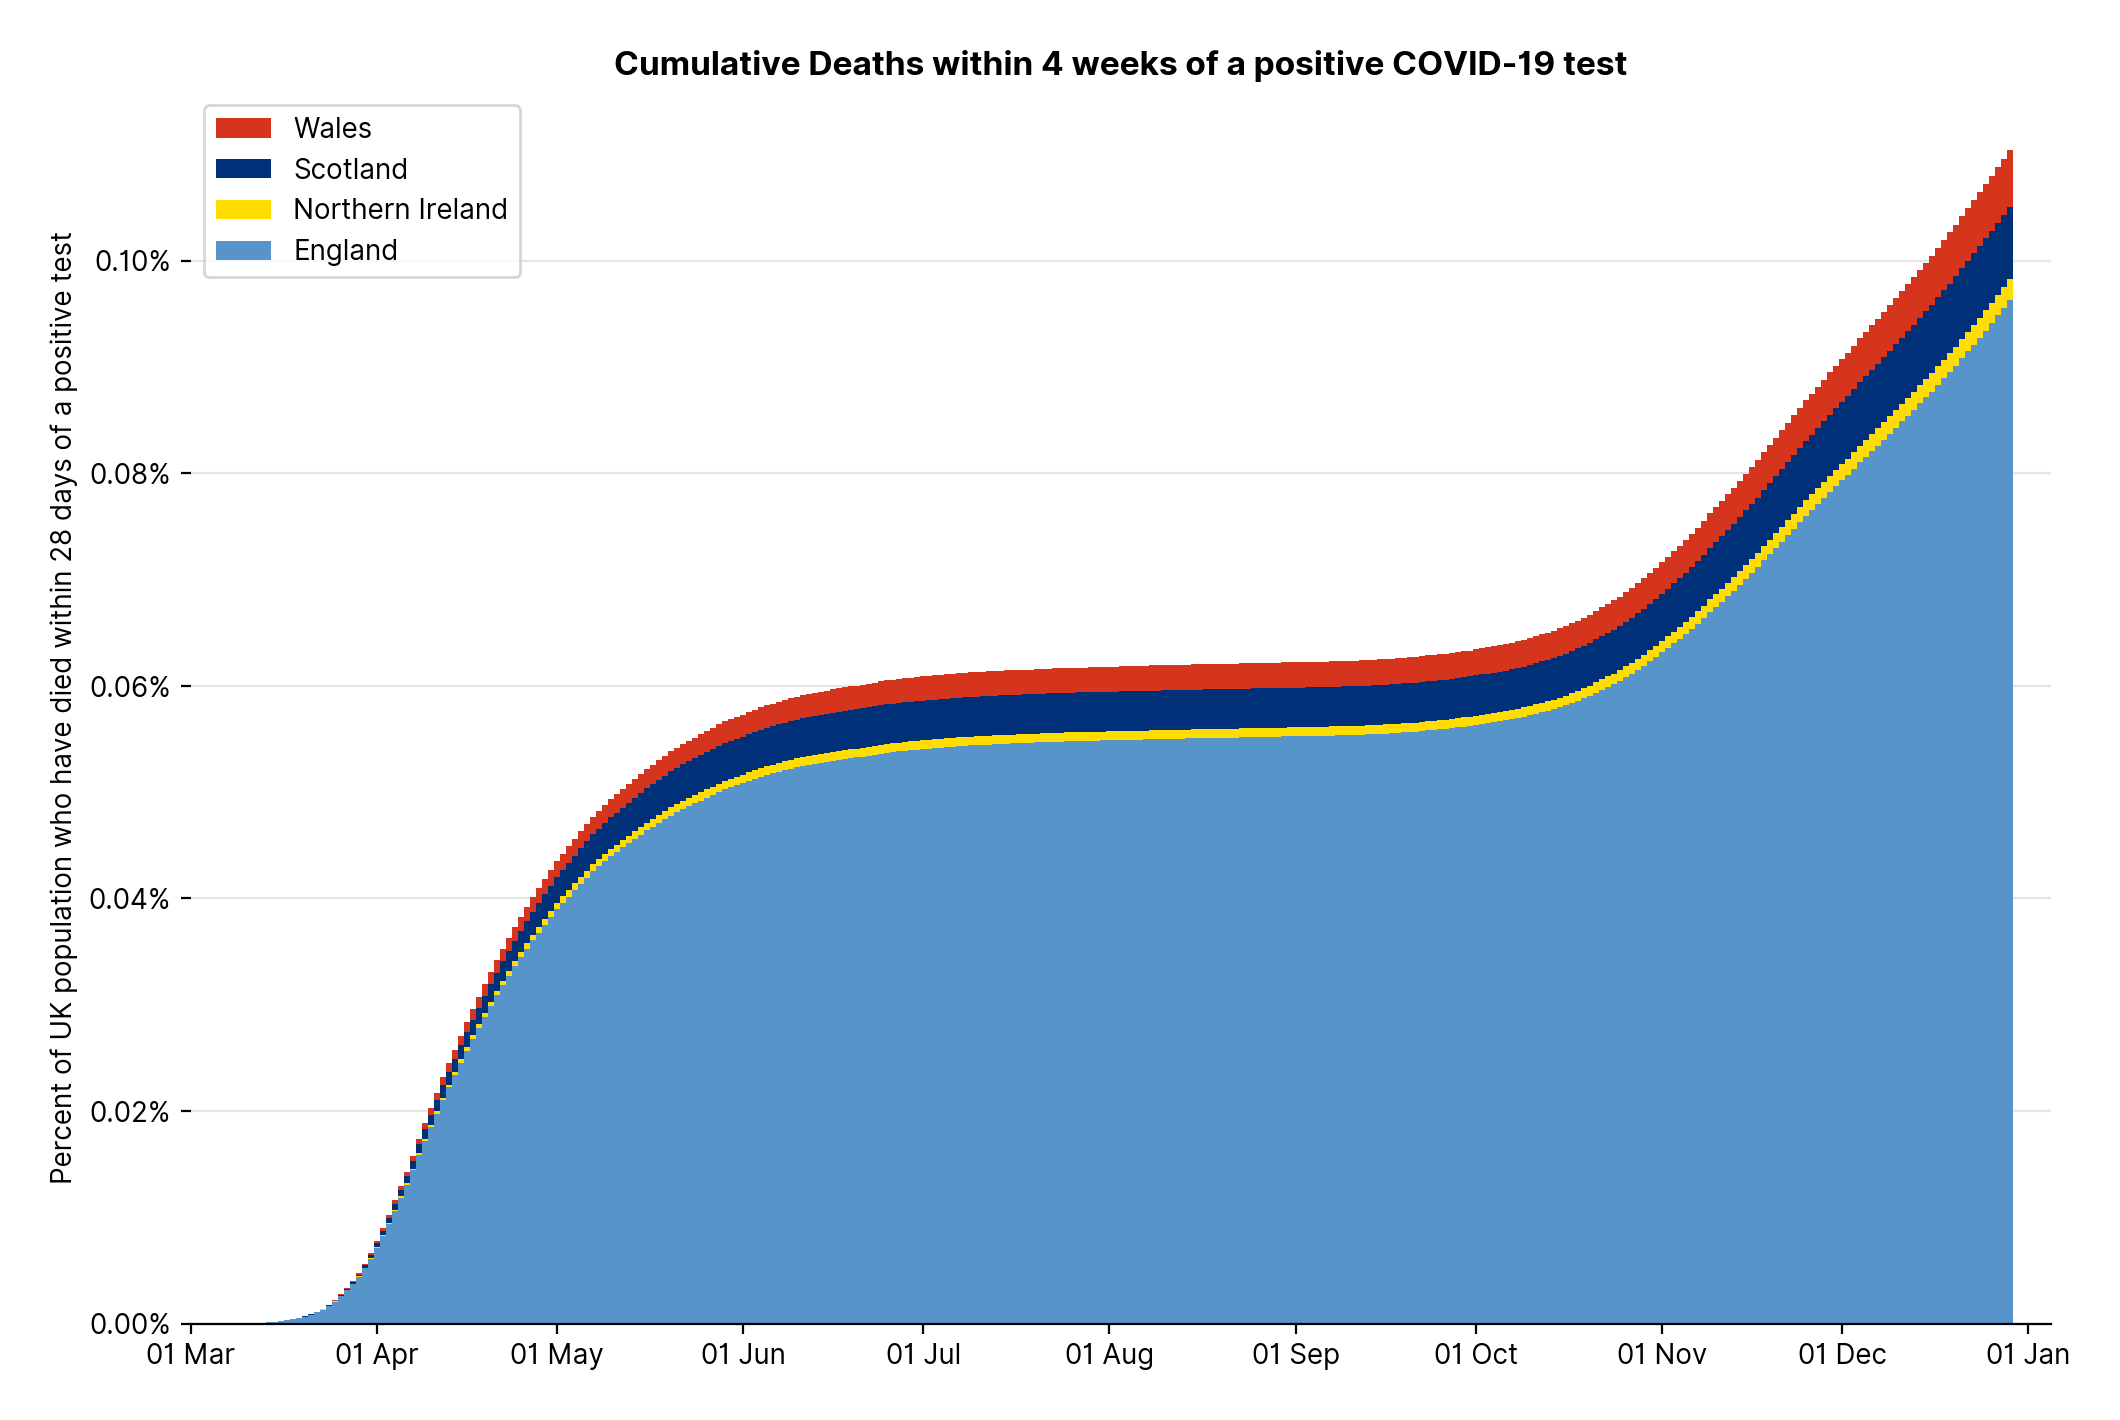 Cumulative Deaths within 4 weeks of a positive COVID-19 test
Wales
Scotland
Northern Ireland
England
Percent of UK population who have died within 28 days of a positive test
0.10%
0.08%
0.06%
0.04%
0.02%
0.00%
01 Mar
01 Apr
01 May
01 Jun
01 Jul
01 Aug
01 Sep
01 Oct
01 Nov
01 Dec
01 Jan